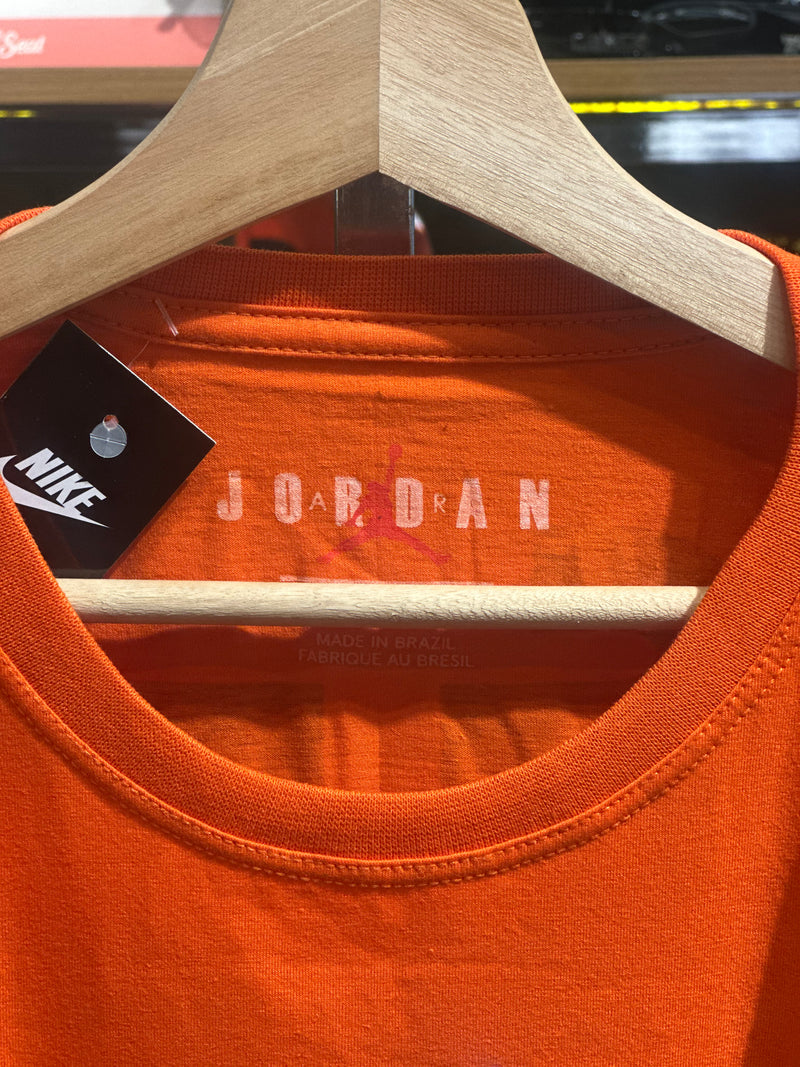 NIKE
JORDAN
AIR
MADE IN BRAZIL
FABRIQUE AU BRESIL